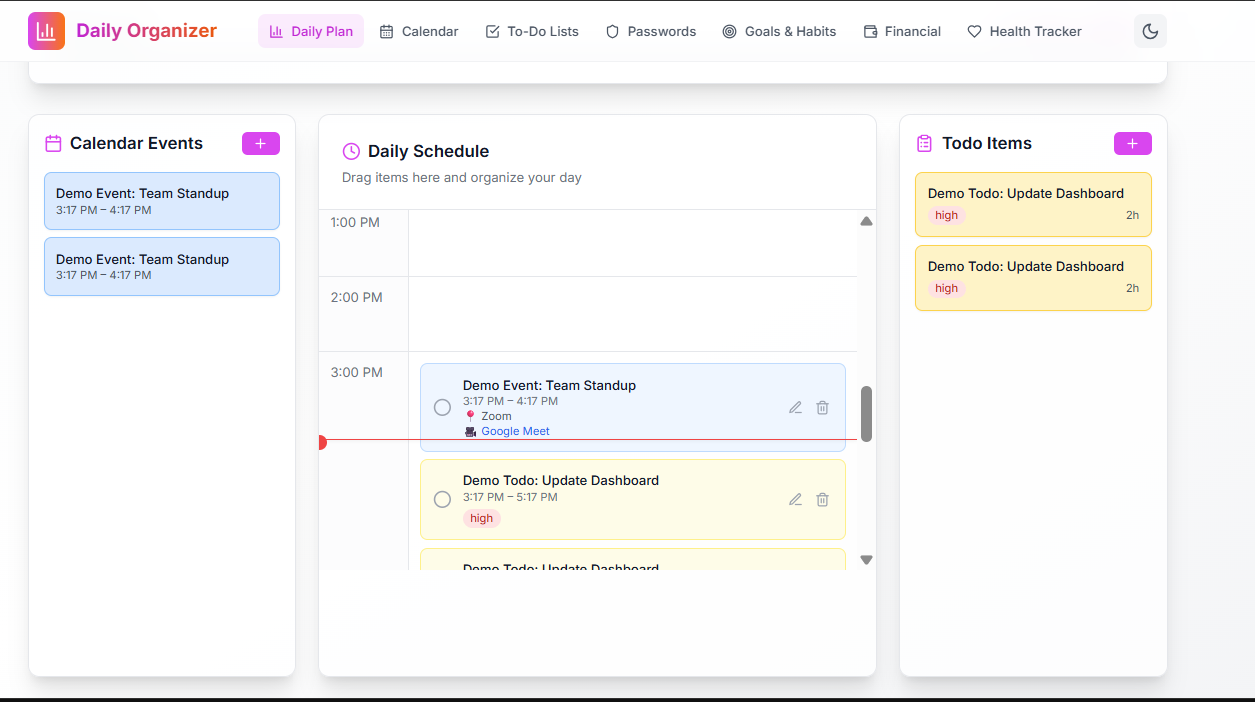 Daily Organizer
Daily Plan
Calendar
To-Do Lists
Passwords
Goals & Habits
Financial
Health Tracker
Calendar Events
Demo Event: Team Standup
3:17 PM – 4:17 PM
Demo Event: Team Standup
3:17 PM – 4:17 PM
Daily Schedule
Drag items here and organize your day
1:00 PM
2:00 PM
3:00 PM
Demo Event: Team Standup
3:17 PM – 4:17 PM
Zoom
Google Meet
Demo Todo: Update Dashboard
3:17 PM – 5:17 PM
high
Demo Todo: Update Dashboard
Todo Items
Demo Todo: Update Dashboard
high 2h
Demo Todo: Update Dashboard
high 2h